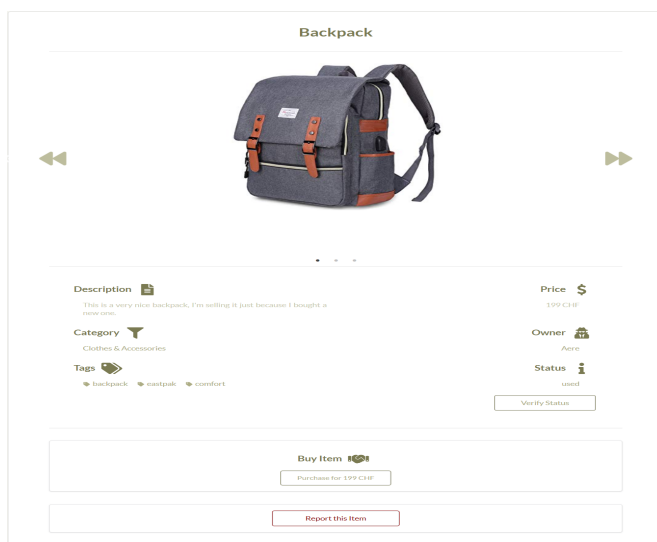 Backpack
Description
This is a very nice backpack, I'm selling it just because I bought a
new one.
Price
199 CHF
Category
Clothes & Accessories
Owner
Aere
Tags
backpack eastpak comfort
Status
used
Verify Status
Buy Item
Purchase for 199 CHF
Report this Item